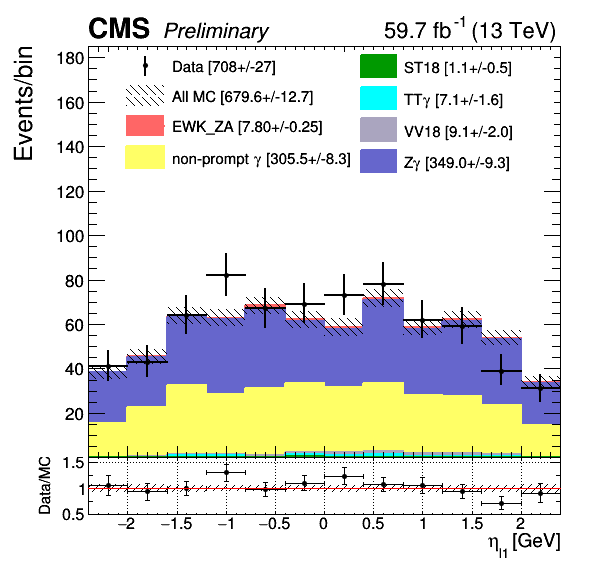 CMS Preliminary 59.7 fb⁻¹ (13 TeV)
Events/bin
180
160
140
120
100
80
60
40
20
Data [708+/-27]
All MC [679.6+/-12.7]
EWK_ZA [7.80+/-0.25]
non-prompt γ [305.5+/-8.3]
ST18 [1.1+/-0.5]
TTγ [7.1+/-1.6]
VV18 [9.1+/-2.0]
Zγ [349.0+/-9.3]
Data/MC
1.5
1
0.5
−2 −1.5 −1 −0.5 0 0.5 1 1.5 2
η_l1 [GeV]